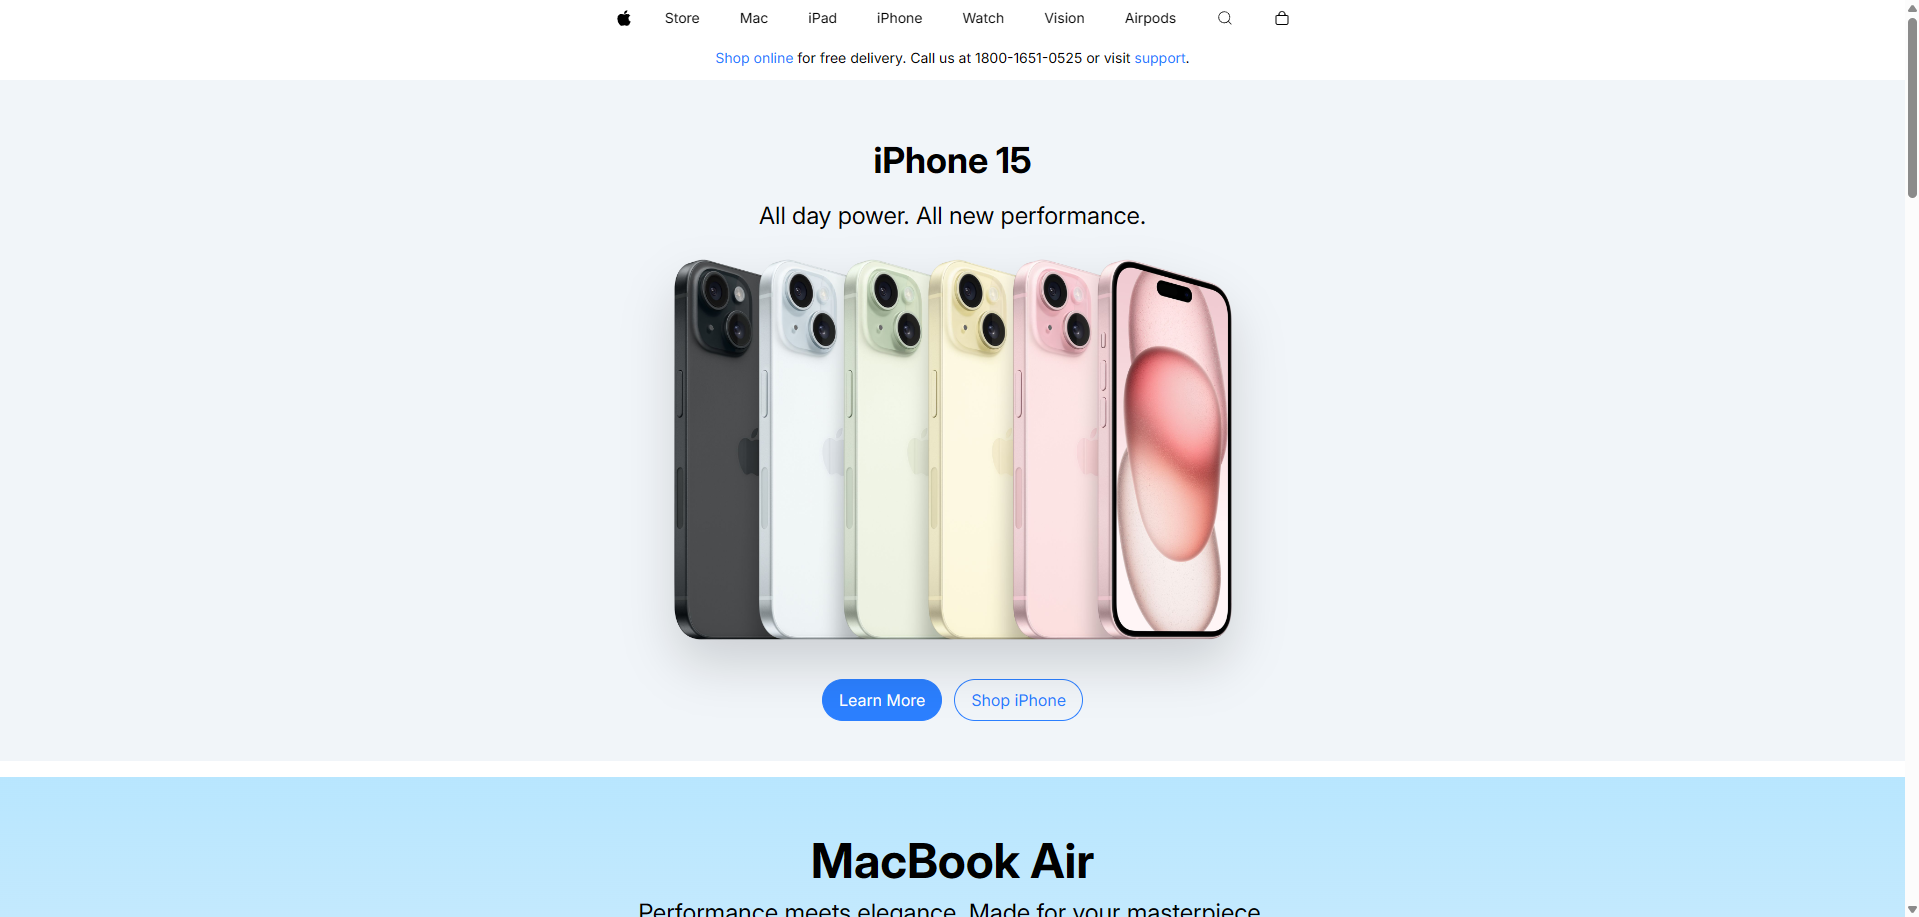 Store Mac iPad iPhone Watch Vision Airpods
Shop online for free delivery. Call us at 1800-1651-0525 or visit support.
iPhone 15
All day power. All new performance.
Learn More Shop iPhone
MacBook Air
Performance meets elegance. Made for your masterpiece